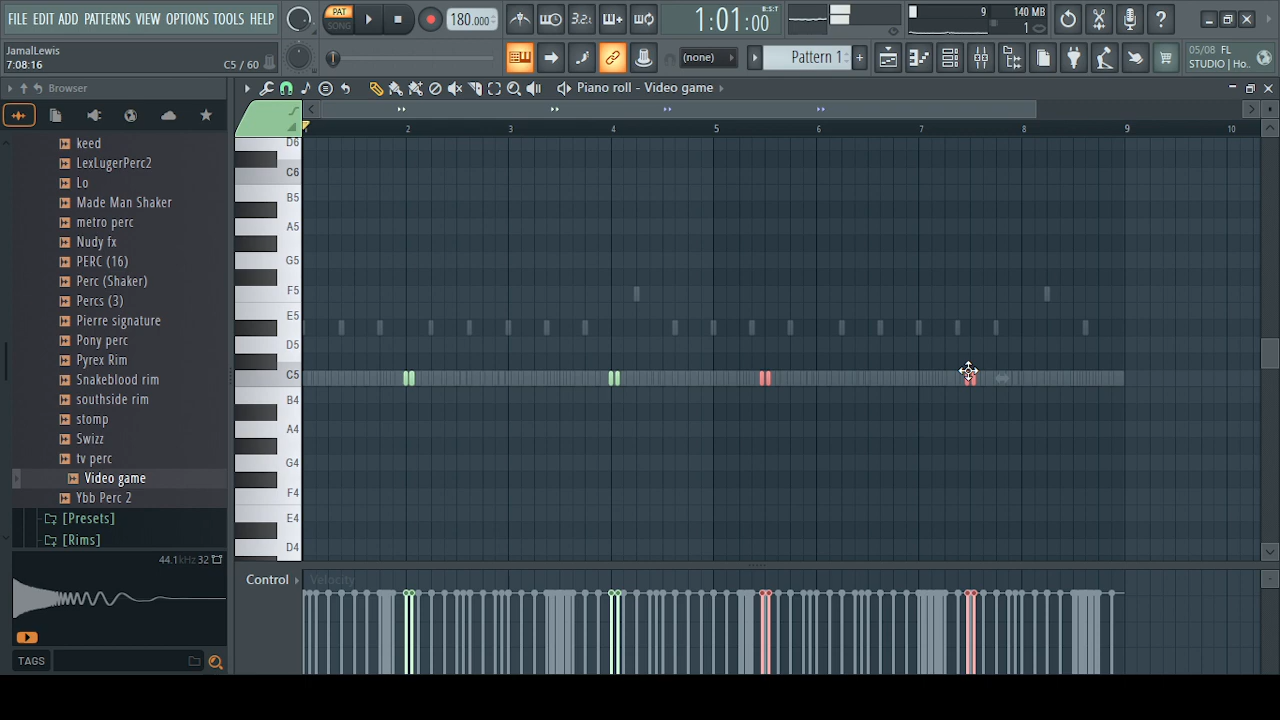 FILE EDIT ADD PATTERNS VIEW OPTIONS TOOLS HELP
PAT
SONG
180.000
3.2
1:01:00
B:S:T
9
140 MB
1
JamalLewis
7:08:16
C5 / 60
(none)
Pattern 1
05/08 FL
STUDIO | Ho..
Browser
Piano roll - Video game
keed
LexLugerPerc2
Lo
Made Man Shaker
metro perc
Nudy fx
PERC (16)
Perc (Shaker)
Percs (3)
Pierre signature
Pony perc
Pyrex Rim
Snakeblood rim
southside rim
stomp
Swizz
tv perc
Video game
Ybb Perc 2
[Presets]
[Rims]
44.1kHz 32
TAGS
2 3 4 5 6 7 8 9 10
D6
C6
B5
A5
G5
F5
E5
D5
C5
B4
A4
G4
F4
E4
D4
Control
Velocity